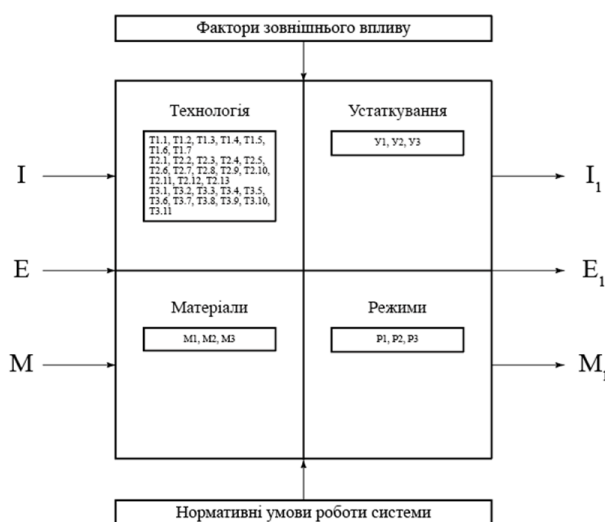 Фактори зовнішнього впливу
Технологія
Т1.1, Т1.2, Т1.3, Т1.4, Т1.5,
Т1.6, Т1.7
Т2.1, Т2.2, Т2.3, Т2.4, Т2.5,
Т2.6, Т2.7, Т2.8, Т2.9, Т2.10,
Т2.11, Т2.12, Т2.13
Т3.1, Т3.2, Т3.3, Т3.4, Т3.5,
Т3.6, Т3.7, Т3.8, Т3.9, Т3.10,
Т3.11
Устаткування
У1, У2, У3
I
I1
E
E1
Матеріали
М1, М2, М3
Режими
Р1, Р2, Р3
M
M1
Нормативні умови роботи системи